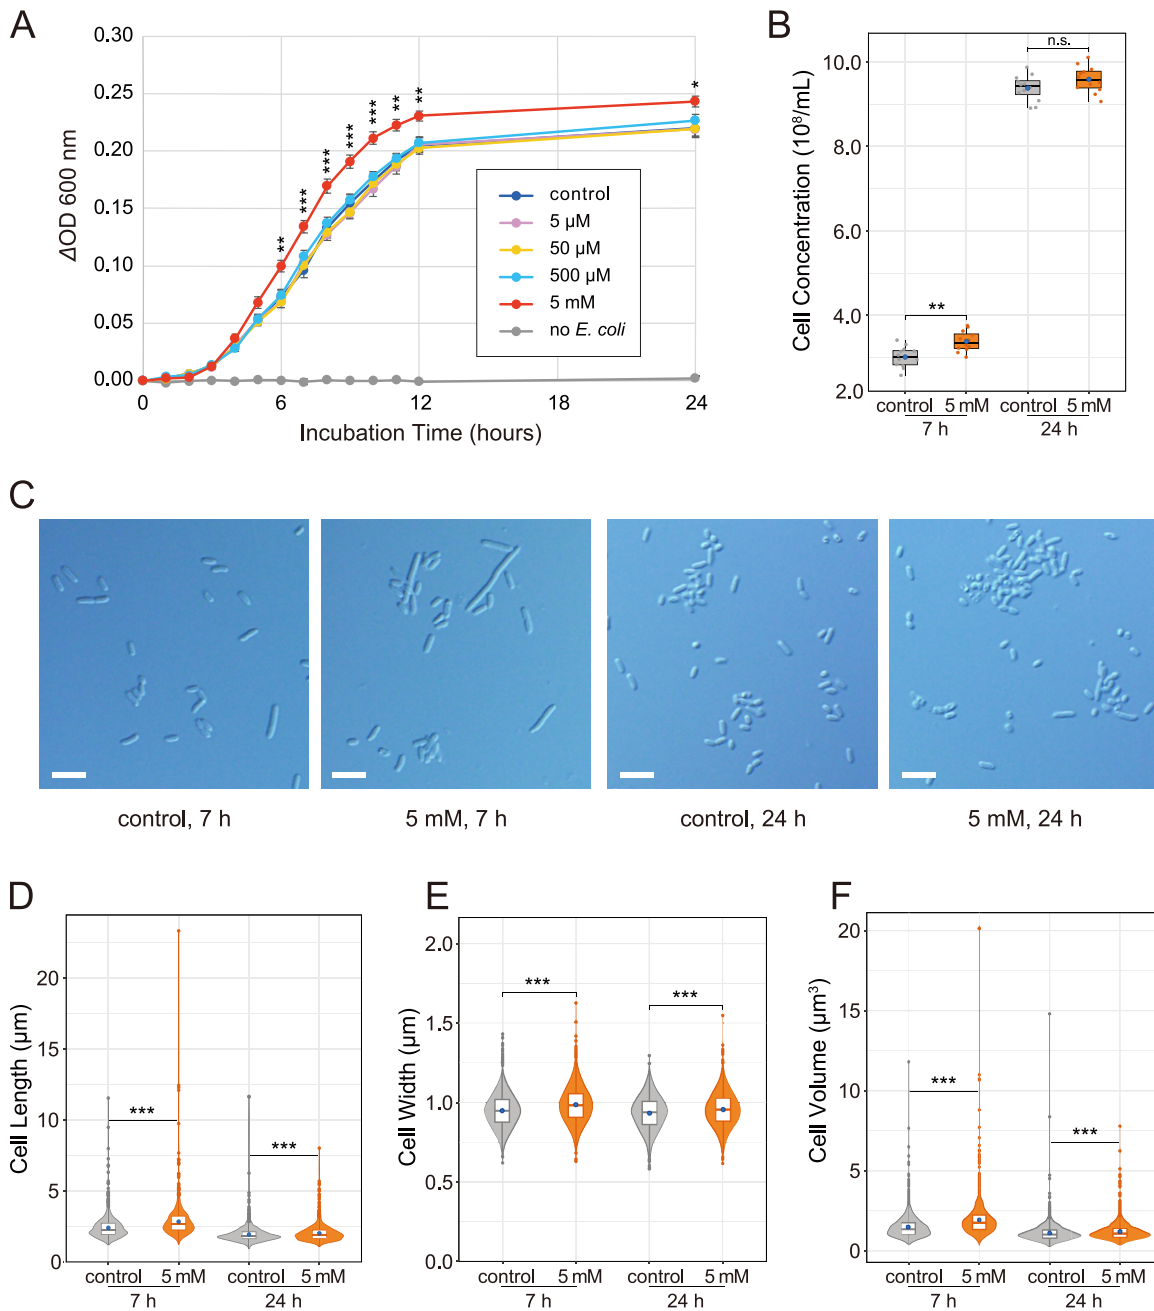 A
0.30
0.25
0.20
0.15
0.10
0.05
0.00
ΔOD 600 nm
** *** *** *** *** ** ** *
control
5 µM
50 µM
500 µM
5 mM
no E. coli
0 6 12 18 24
Incubation Time (hours)
B
10.0
8.0
6.0
4.0
2.0
Cell Concentration (10⁸/mL)
n.s.
**
control 5 mM control 5 mM
7 h 24 h
C
control, 7 h
5 mM, 7 h
control, 24 h
5 mM, 24 h
D
20
15
10
5
0
Cell Length (µm)
***
***
control 5 mM control 5 mM
7 h 24 h
E
2.0
1.5
1.0
0.5
0.0
Cell Width (µm)
*** ***
control 5 mM control 5 mM
7 h 24 h
F
20
15
10
5
0
Cell Volume (µm³)
***
***
control 5 mM control 5 mM
7 h 24 h